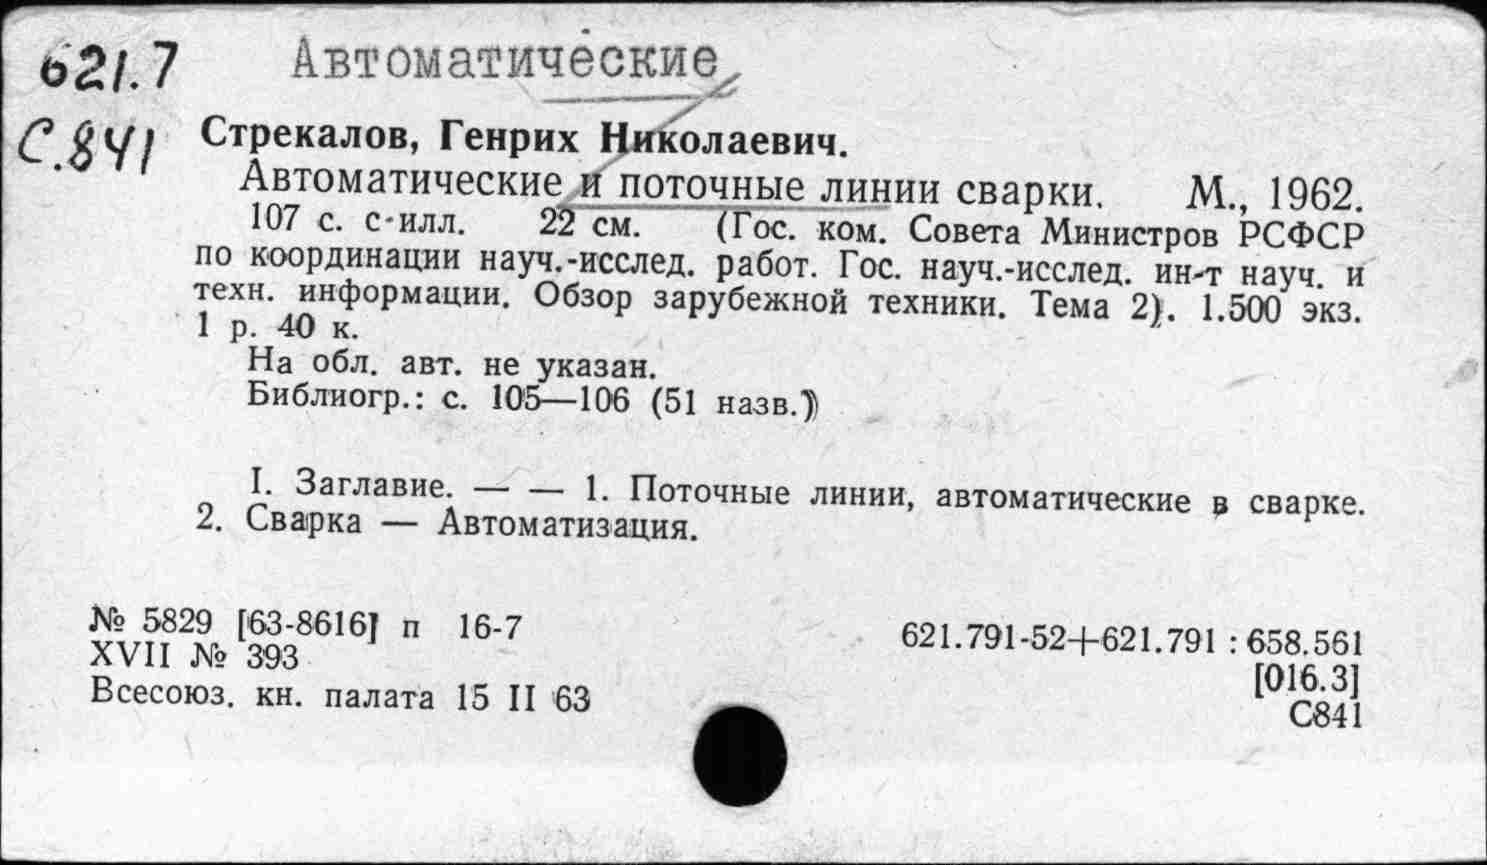 621.7 Автоматические
С.841
Стрекалов, Генрих Николаевич.
Автоматические и поточные линии сварки. М., 1962.
107 с. с илл. 22 см. (Гос. ком. Совета Министров РСФСР
по координации науч.-исслед. работ. Гос. науч.-исслед. ин-т науч. и
техн. информации. Обзор зарубежной техники. Тема 2). 1.500 экз.
1 р. 40 к.
На обл. авт. не указан.
Библиогр.: с. 105—106 (51 назв.)
I. Заглавие. — — 1. Поточные линии, автоматические в сварке.
2. Сварка — Автоматизация.
№ 5829 [63-8616] п 16-7
XVII № 393
Всесоюз. кн. палата 15 II 63
621.791-52+621.791 : 658.561
[016.3]
С841